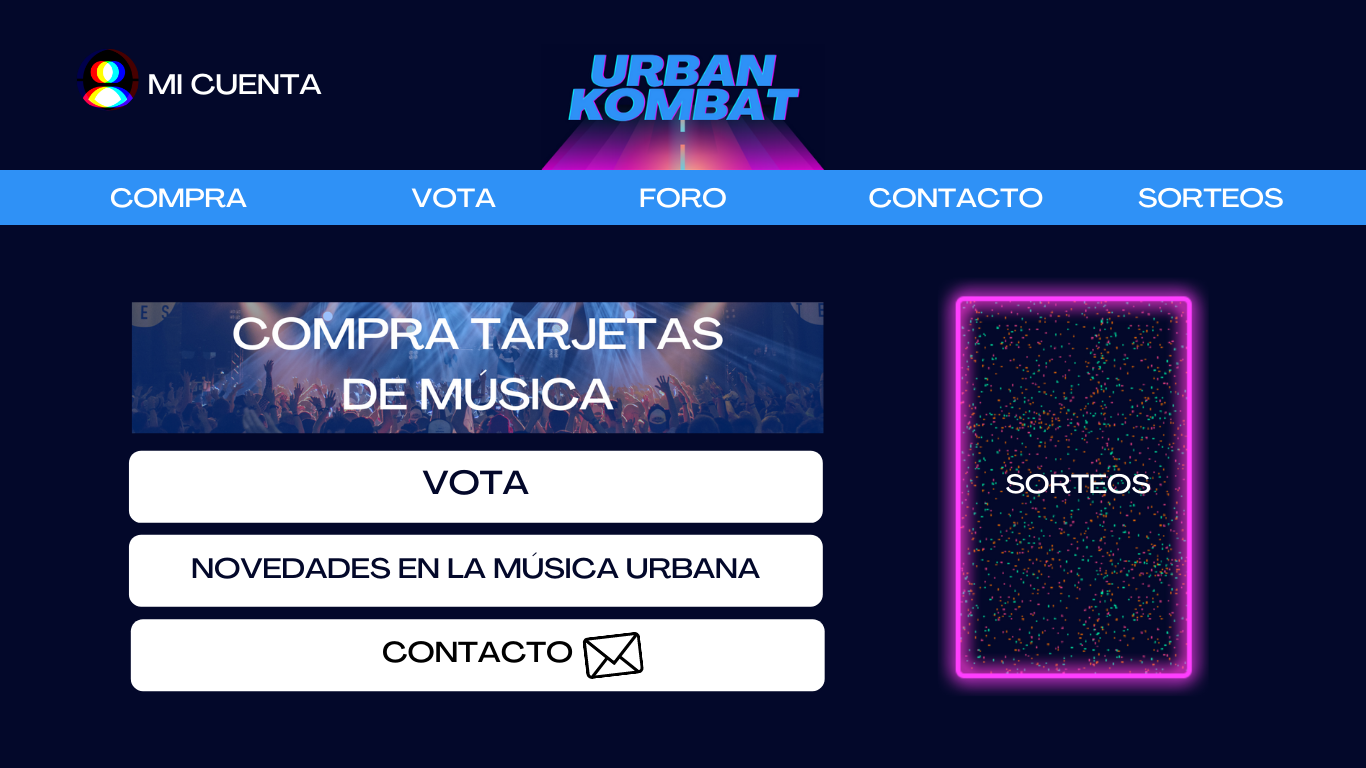 MI CUENTA
URBAN
KOMBAT
COMPRA VOTA FORO CONTACTO SORTEOS
COMPRA TARJETAS
DE MÚSICA
VOTA
NOVEDADES EN LA MÚSICA URBANA
CONTACTO
SORTEOS